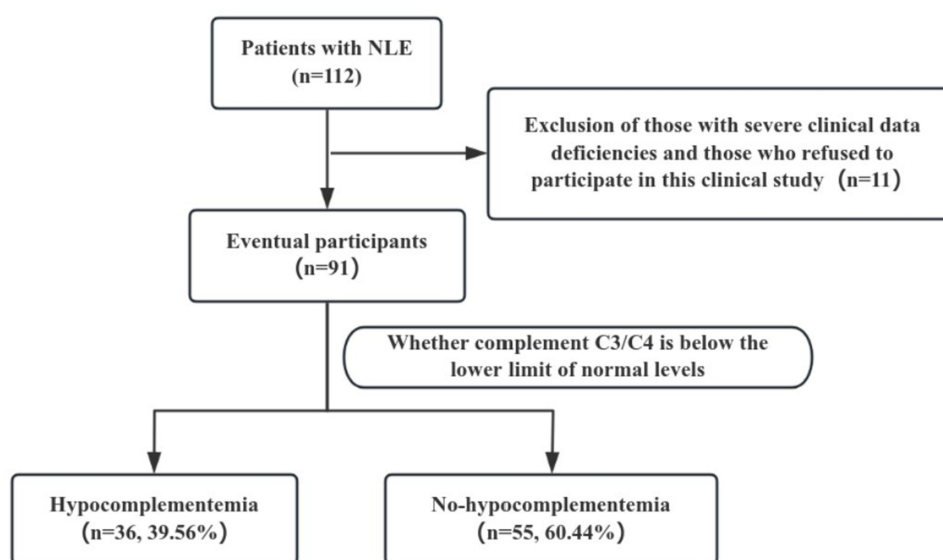 Patients with NLE
(n=112)
Exclusion of those with severe clinical data
deficiencies and those who refused to
participate in this clinical study（n=11）
Eventual participants
(n=91)
Whether complement C3/C4 is below the
lower limit of normal levels
Hypocomplementemia
(n=36, 39.56%)
No-hypocomplementemia
(n=55, 60.44%)